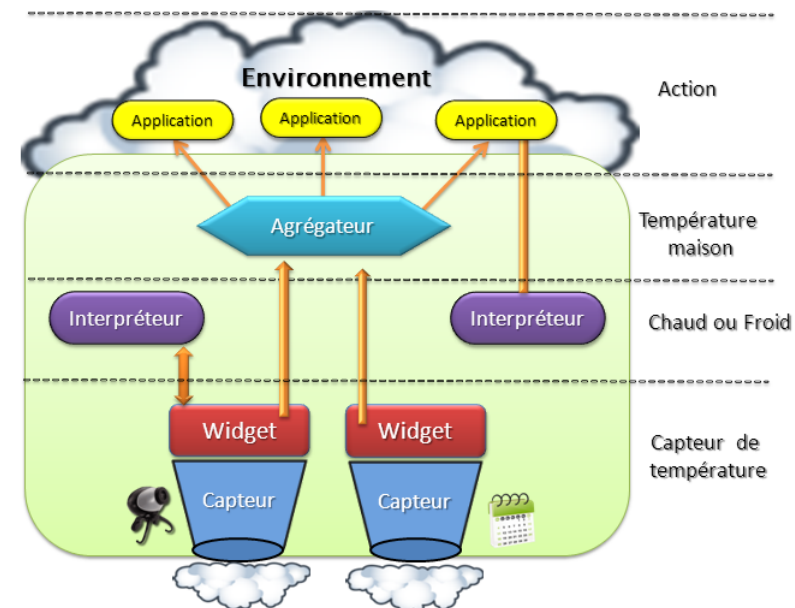 Environnement
Action
Application
Application
Application
Agrégateur
Température
maison
Interpréteur
Interpréteur
Chaud ou Froid
Widget
Widget
Capteur de
température
Capteur
Capteur